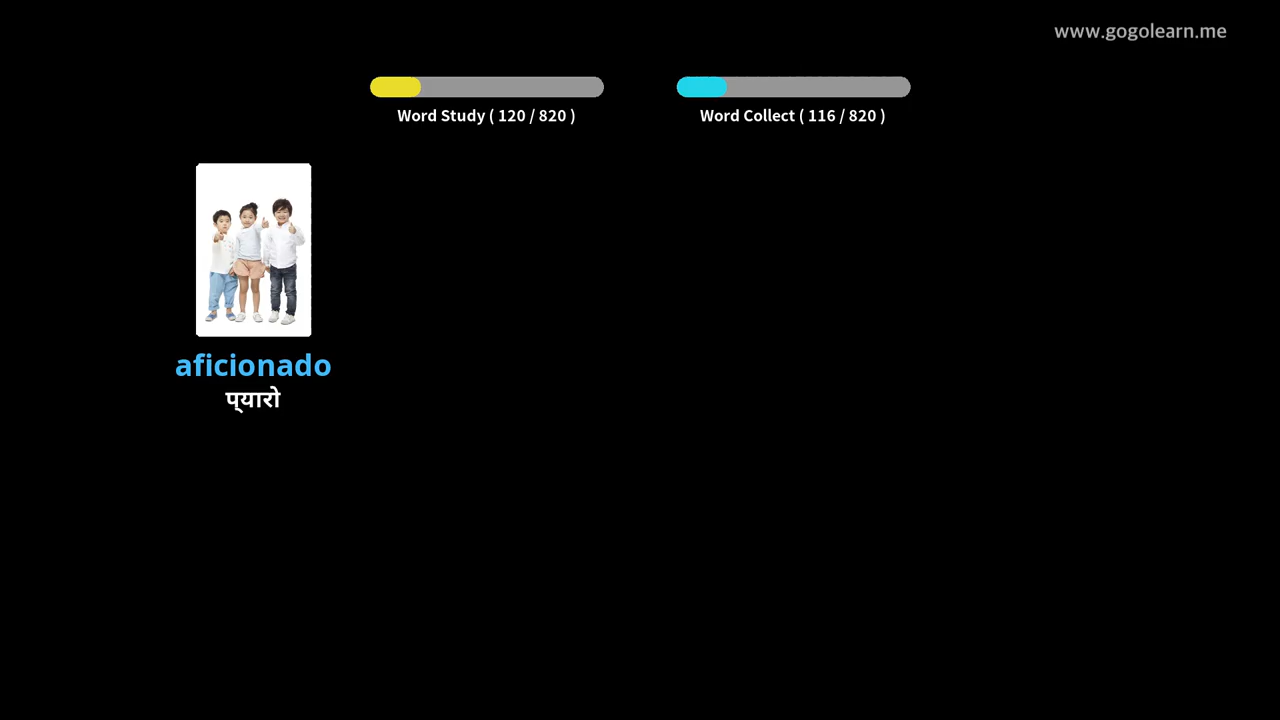 www.gogolearn.me
Word Study ( 120 / 820 )
Word Collect ( 116 / 820 )
aficionado
प्यारो